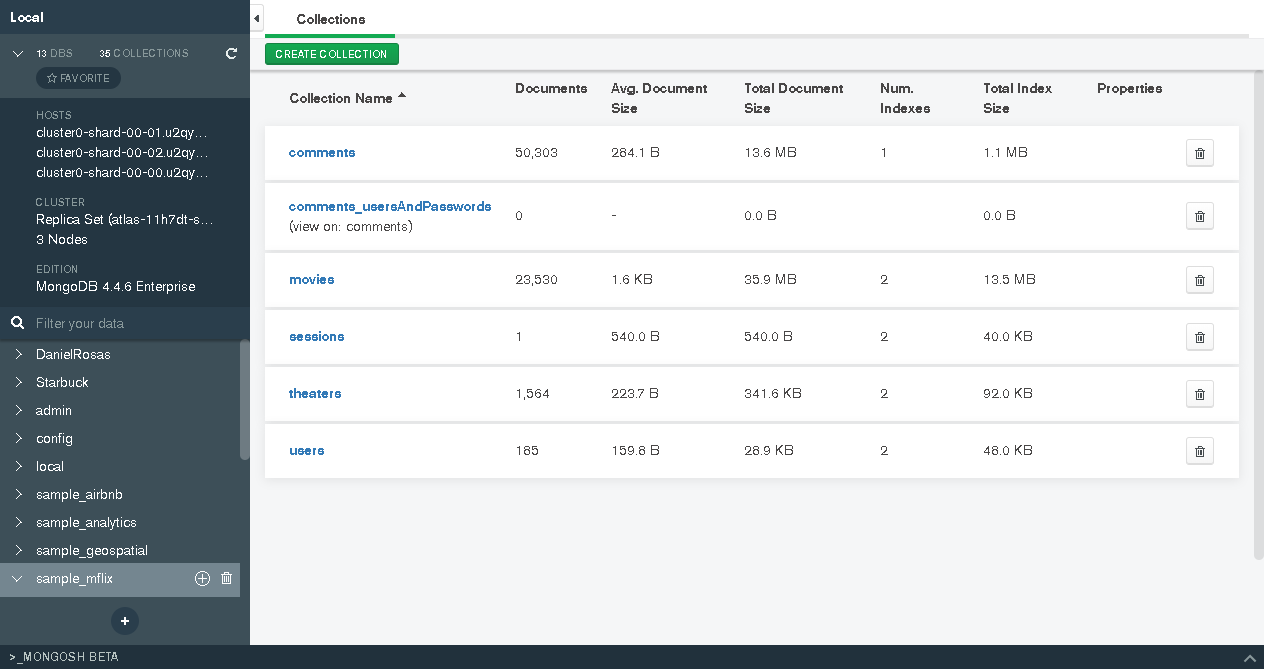 Local
13 DBS 35 COLLECTIONS
FAVORITE
HOSTS
cluster0-shard-00-01.u2qy...
cluster0-shard-00-02.u2qy...
cluster0-shard-00-00.u2qy...
CLUSTER
Replica Set (atlas-11h7dt-s...
3 Nodes
EDITION
MongoDB 4.4.6 Enterprise
Filter your data
DanielRosas
Starbuck
admin
config
local
sample_airbnb
sample_analytics
sample_geospatial
sample_mflix
+
>_MONGOSH BETA
Collections
CREATE COLLECTION
Collection Name Documents Avg. Document Size Total Document Size Num. Indexes Total Index Size Properties
comments 50,303 284.1 B 13.6 MB 1 1.1 MB
comments_usersAndPasswords
(view on: comments) 0 - 0.0 B 0.0 B
movies 23,530 1.6 KB 35.9 MB 2 13.5 MB
sessions 1 540.0 B 540.0 B 2 40.0 KB
theaters 1,564 223.7 B 341.6 KB 2 92.0 KB
users 185 159.8 B 28.9 KB 2 48.0 KB